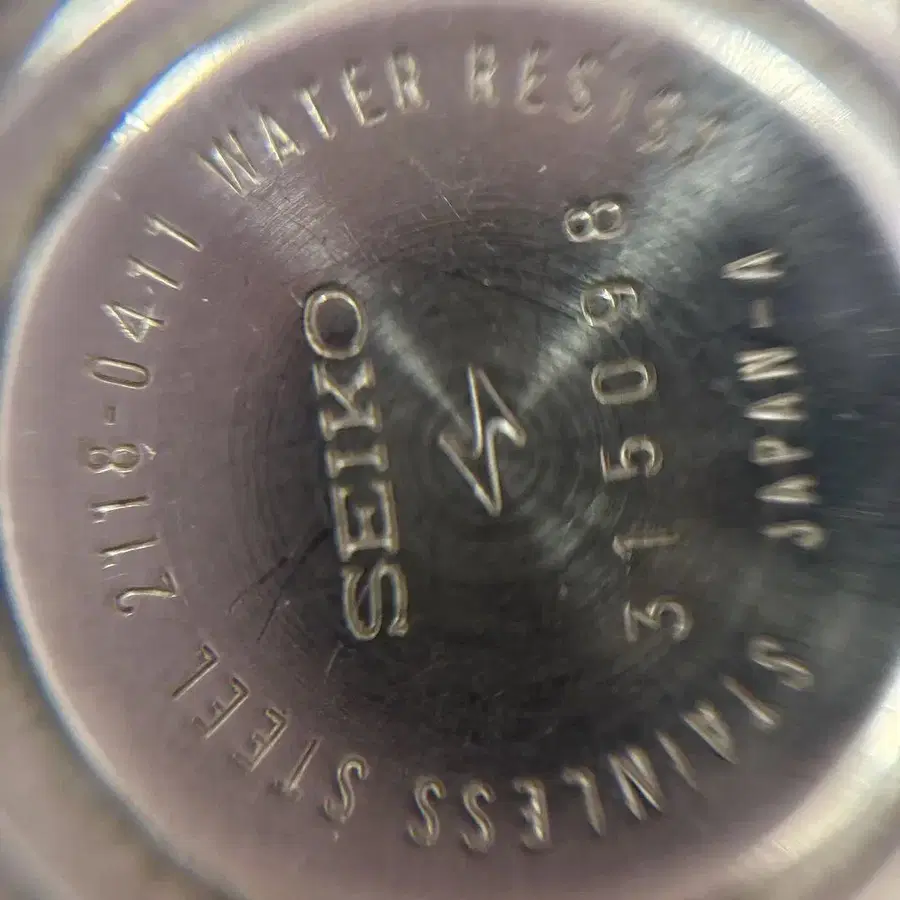 SEIKO
315098
2118-0411
WATER RESIST
JAPAN-A
STAINLESS STEEL